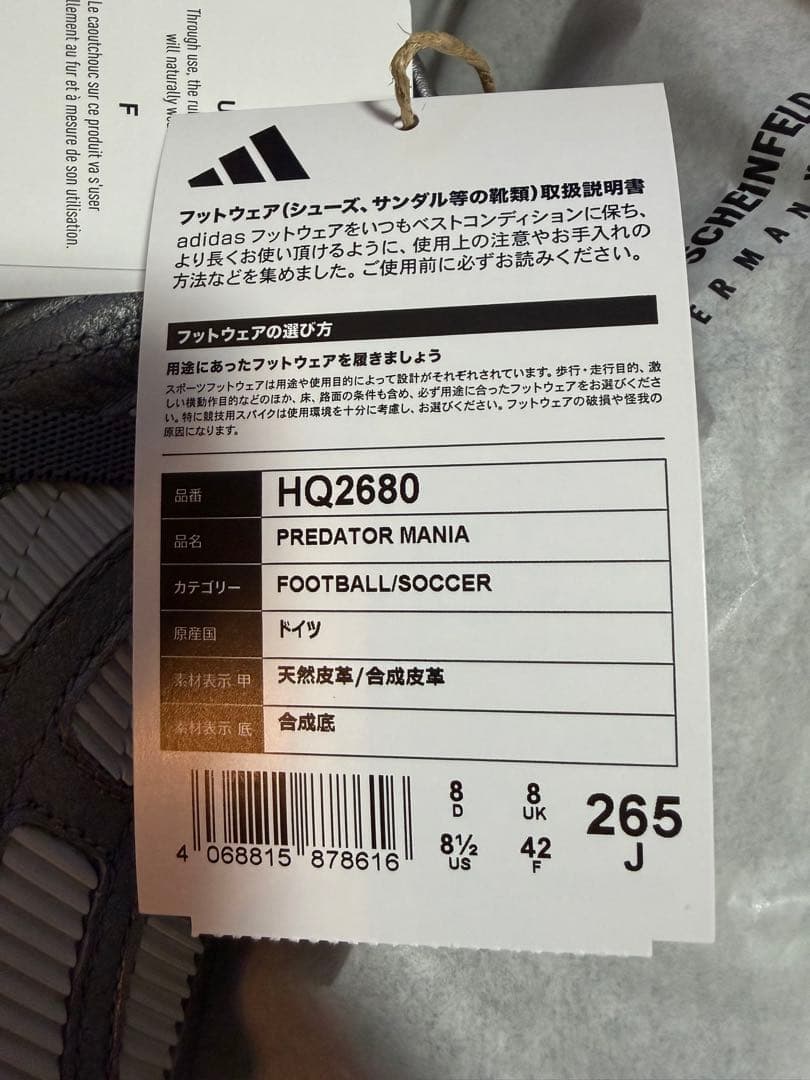 Through use, the ru
will naturally w
F
Le caoutchouc sur ce produit va s'user
llement au fur et à mesure de son utilisation.
SCHEINFELD
ERMAN
フットウェア(シューズ、サンダル等の靴類)取扱説明書
adidas フットウェアをいつもベストコンディションに保ち、
より長くお使い頂けるように、使用上の注意やお手入れの
方法などを集めました。ご使用前に必ずお読みください。
フットウェアの選び方
用途にあったフットウェアを履きましょう
スポーツフットウェアは用途や使用目的によって設計がそれぞれされています。歩行・走行目的、激
しい横動作目的などのほか、床、路面の条件も含め、必ず用途に合ったフットウェアをお選びくださ
い。特に競技用スパイクは使用環境を十分に考慮し、お選びください。フットウェアの破損や怪我の
原因になります。
品番 HQ2680
品名 PREDATOR MANIA
カテゴリー FOOTBALL/SOCCER
原産国 ドイツ
素材表示 甲 天然皮革/合成皮革
素材表示 底 合成底
4 068815 878616
8 D 8 UK
8½ US 42 F
265 J